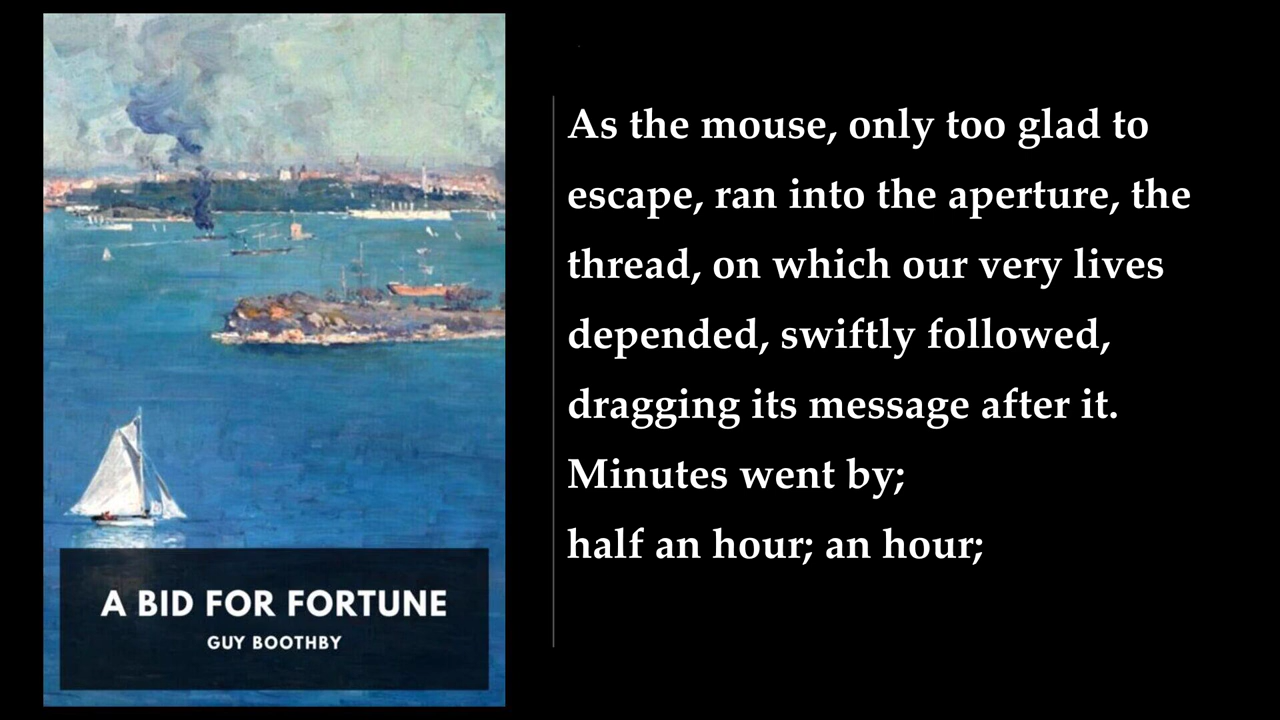 As the mouse, only too glad to
escape, ran into the aperture, the
thread, on which our very lives
depended, swiftly followed,
dragging its message after it.
Minutes went by;
half an hour; an hour;
A BID FOR FORTUNE
GUY BOOTHBY